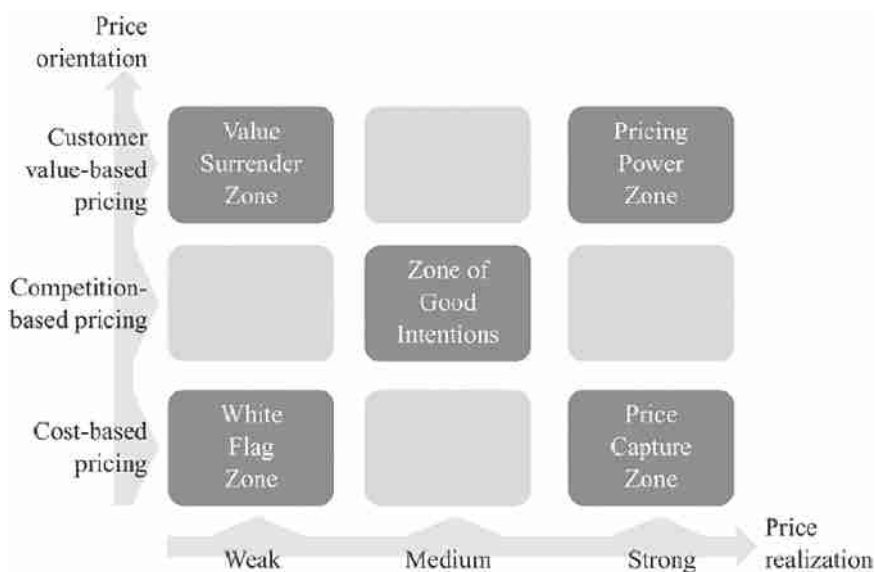 Price
orientation
Customer
value-based
pricing
Value
Surrender
Zone
Pricing
Power
Zone
Competition-
based pricing
Zone of
Good
Intentions
Cost-based
pricing
White
Flag
Zone
Price
Capture
Zone
Weak
Medium
Strong
Price
realization